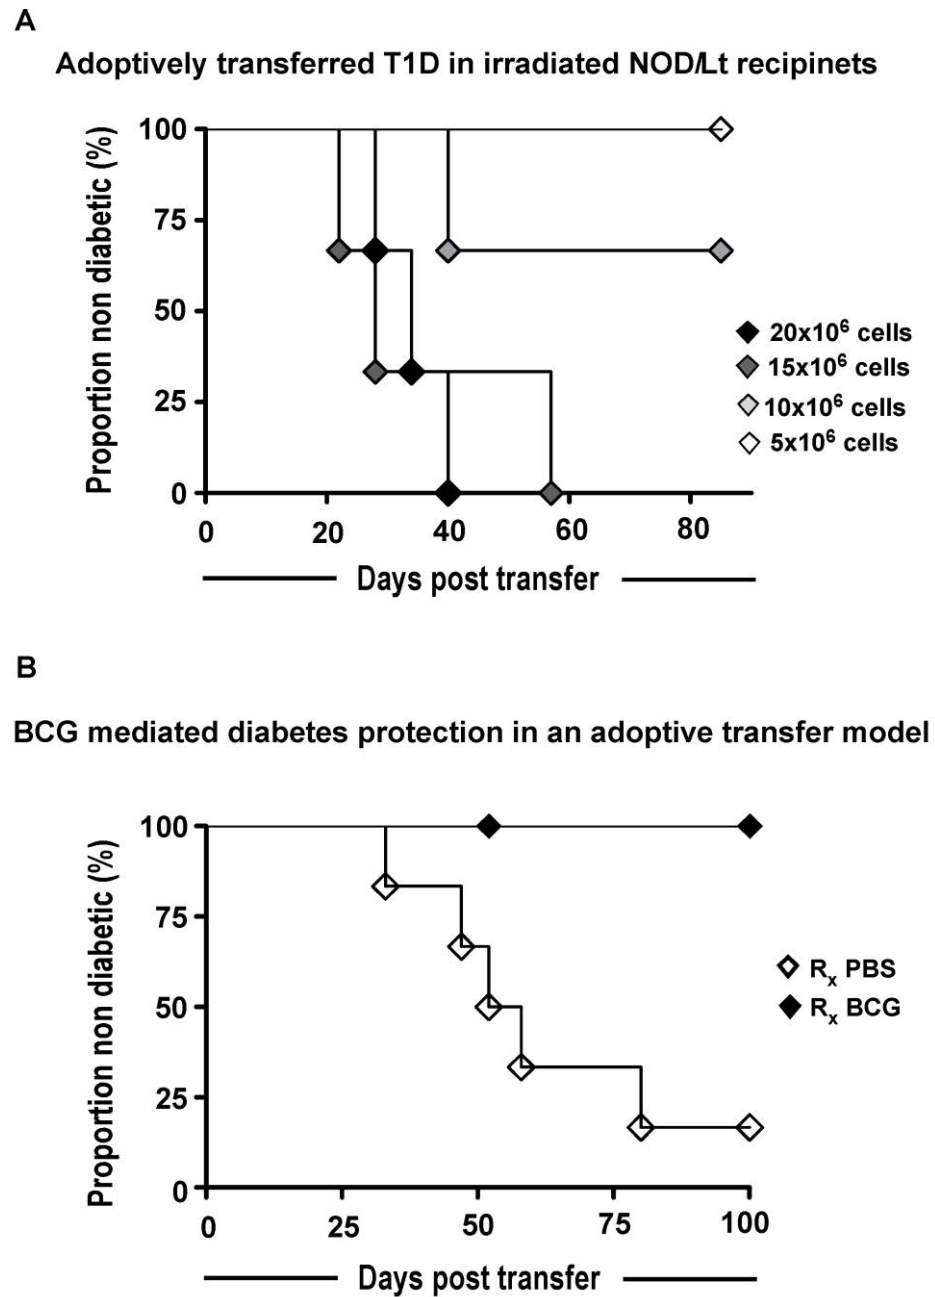 A
Adoptively transferred T1D in irradiated NOD/Lt recipinets
Proportion non diabetic (%)
100
75
50
25
0
0 20 40 60 80
Days post transfer
20x10⁶ cells
15x10⁶ cells
10x10⁶ cells
5x10⁶ cells
B
BCG mediated diabetes protection in an adoptive transfer model
Proportion non diabetic (%)
100
75
50
25
0
0 25 50 75 100
Days post transfer
Rₓ PBS
Rₓ BCG